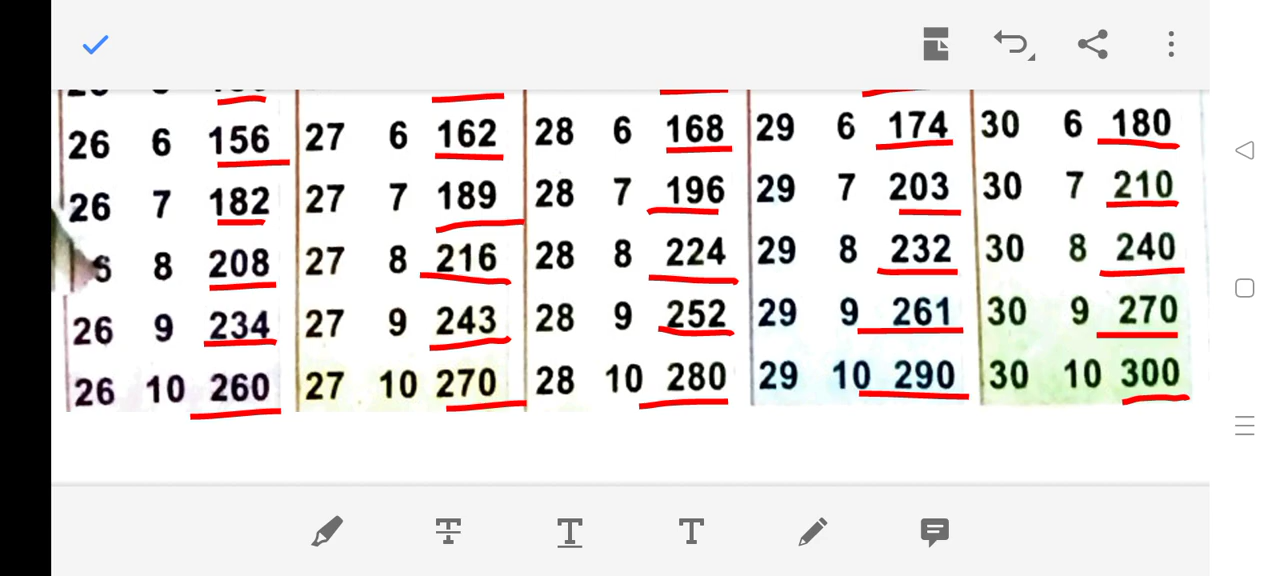 26 6 156 27 6 162 28 6 168 29 6 174 30 6 180
26 7 182 27 7 189 28 7 196 29 7 203 30 7 210
8 208 27 8 216 28 8 224 29 8 232 30 8 240
26 9 234 27 9 243 28 9 252 29 9 261 30 9 270
26 10 260 27 10 270 28 10 280 29 10 290 30 10 300